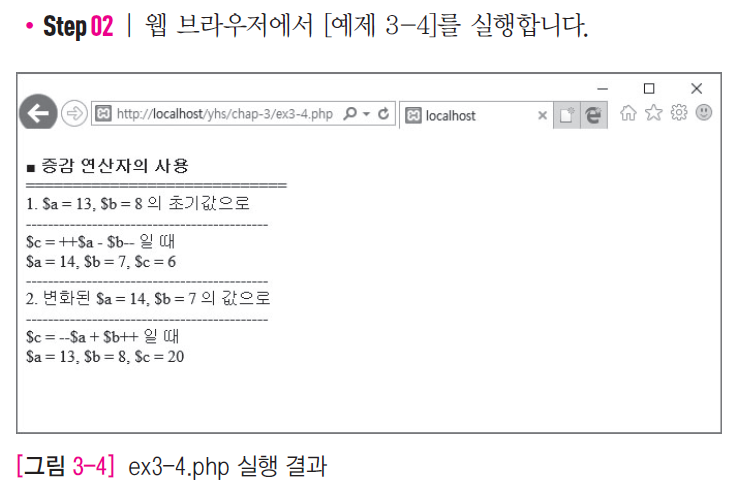 • Step 02 | 웹 브라우저에서 [예제 3-4]를 실행합니다.
http://localhost/yhs/chap-3/ex3-4.php
localhost
■ 증감 연산자의 사용
==============================
1. $a = 13, $b = 8 의 초기값으로
--------------------------------------------
$c = ++$a - $b-- 일 때
$a = 14, $b = 7, $c = 6
--------------------------------------------
2. 변화된 $a = 14, $b = 7 의 값으로
--------------------------------------------
$c = --$a + $b++ 일 때
$a = 13, $b = 8, $c = 20
[그림 3-4] ex3-4.php 실행 결과